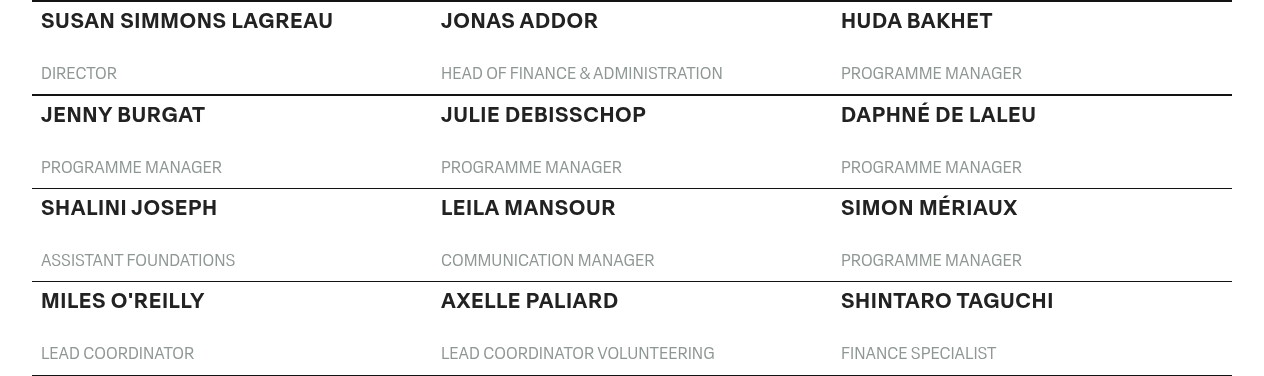 SUSAN SIMMONS LAGREAU
JONAS ADDOR
HUDA BAKHET
DIRECTOR
HEAD OF FINANCE & ADMINISTRATION
PROGRAMME MANAGER
JENNY BURGAT
JULIE DEBISSCHOP
DAPHNÉ DE LALEU
PROGRAMME MANAGER
PROGRAMME MANAGER
PROGRAMME MANAGER
SHALINI JOSEPH
LEILA MANSOUR
SIMON MÉRIAUX
ASSISTANT FOUNDATIONS
COMMUNICATION MANAGER
PROGRAMME MANAGER
MILES O'REILLY
AXELLE PALIARD
SHINTARO TAGUCHI
LEAD COORDINATOR
LEAD COORDINATOR VOLUNTEERING
FINANCE SPECIALIST